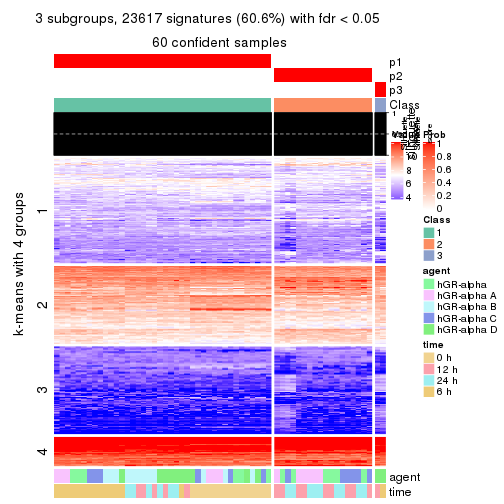 3 subgroups, 23617 signatures (60.6%) with fdr < 0.05
60 confident samples
p1
p2
p3
Class
1
Prob
4
6
1
0.8
0.6
0.4
0.2
0
k-means with 4 groups
1
2
3
4
Class
1
2
3
agent
hGR-alpha
hGR-alpha A
hGR-alpha B
hGR-alpha C
hGR-alpha D
time
0 h
12 h
24 h
6 h
agent
time